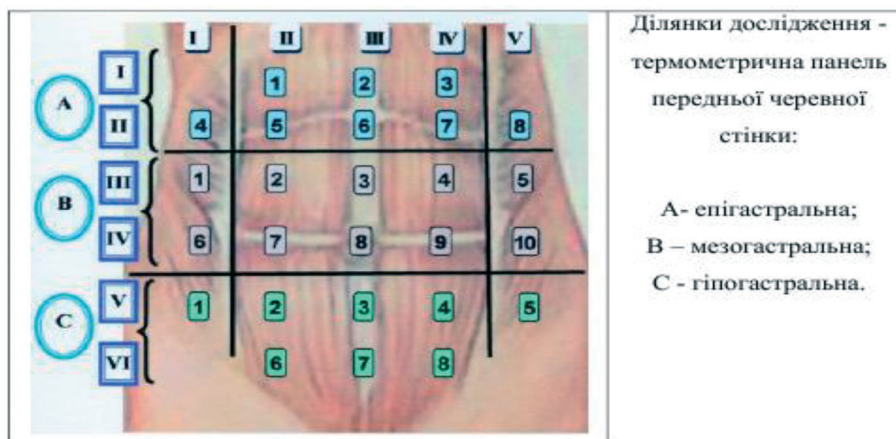 I II III IV V
I 1 2 3
A
II 4 5 6 7 8
III 1 2 3 4 5
B
IV 6 7 8 9 10
V 1 2 3 4 5
C
VI 6 7 8
Ділянки дослідження -
термометрична панель
передньої черевної
стінки:
А- епігастральна;
В – мезогастральна;
С - гіпогастральна.